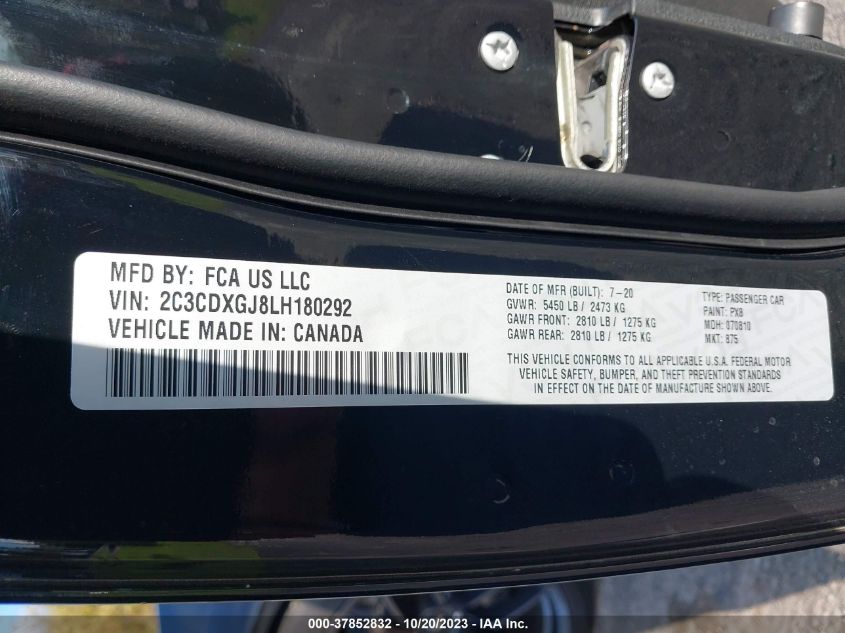 MFD BY: FCA US LLC
VIN: 2C3CDXGJ8LH180292
VEHICLE MADE IN: CANADA
DATE OF MFR (BUILT): 7-20
GVWR: 5450 LB / 2473 KG
GAWR FRONT: 2810 LB / 1275 KG
GAWR REAR: 2810 LB / 1275 KG
TYPE: PASSENGER CAR
PAINT: PX8
MDH: 070810
MKT: 875
THIS VEHICLE CONFORMS TO ALL APPLICABLE U.S.A. FEDERAL MOTOR
VEHICLE SAFETY, BUMPER, AND THEFT PREVENTION STANDARDS
IN EFFECT ON THE DATE OF MANUFACTURE SHOWN ABOVE.
000-37852832 - 10/20/2023 - IAA Inc.